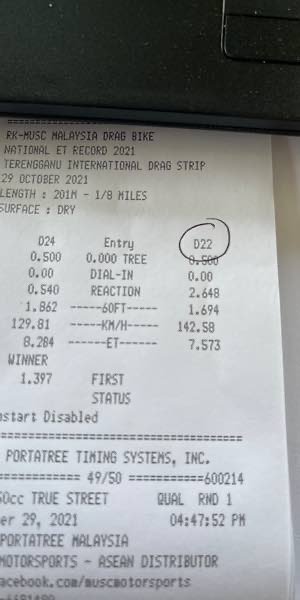 RK-MUSC MALAYSIA DRAG BIKE
NATIONAL ET RECORD 2021
TERENGGANU INTERNATIONAL DRAG STRIP
29 OCTOBER 2021
LENGTH : 201M - 1/8 MILES
SURFACE : DRY
D24 Entry D22
0.500 0.000 TREE 0.500
0.00 DIAL-IN 0.00
0.540 REACTION 2.648
1.862 -----60FT----- 1.694
129.81 -----KM/H----- 142.58
8.284 ------ET------ 7.573
WINNER
1.397 FIRST
STATUS
nstart Disabled
PORTATREE TIMING SYSTEMS, INC.
=========== 49/50 ===========600214
50cc TRUE STREET QUAL RND 1
er 29, 2021 04:47:52 PM
PORTATREE MALAYSIA
MOTORSPORTS - ASEAN DISTRIBUTOR
acebook.com/muscmotorsports